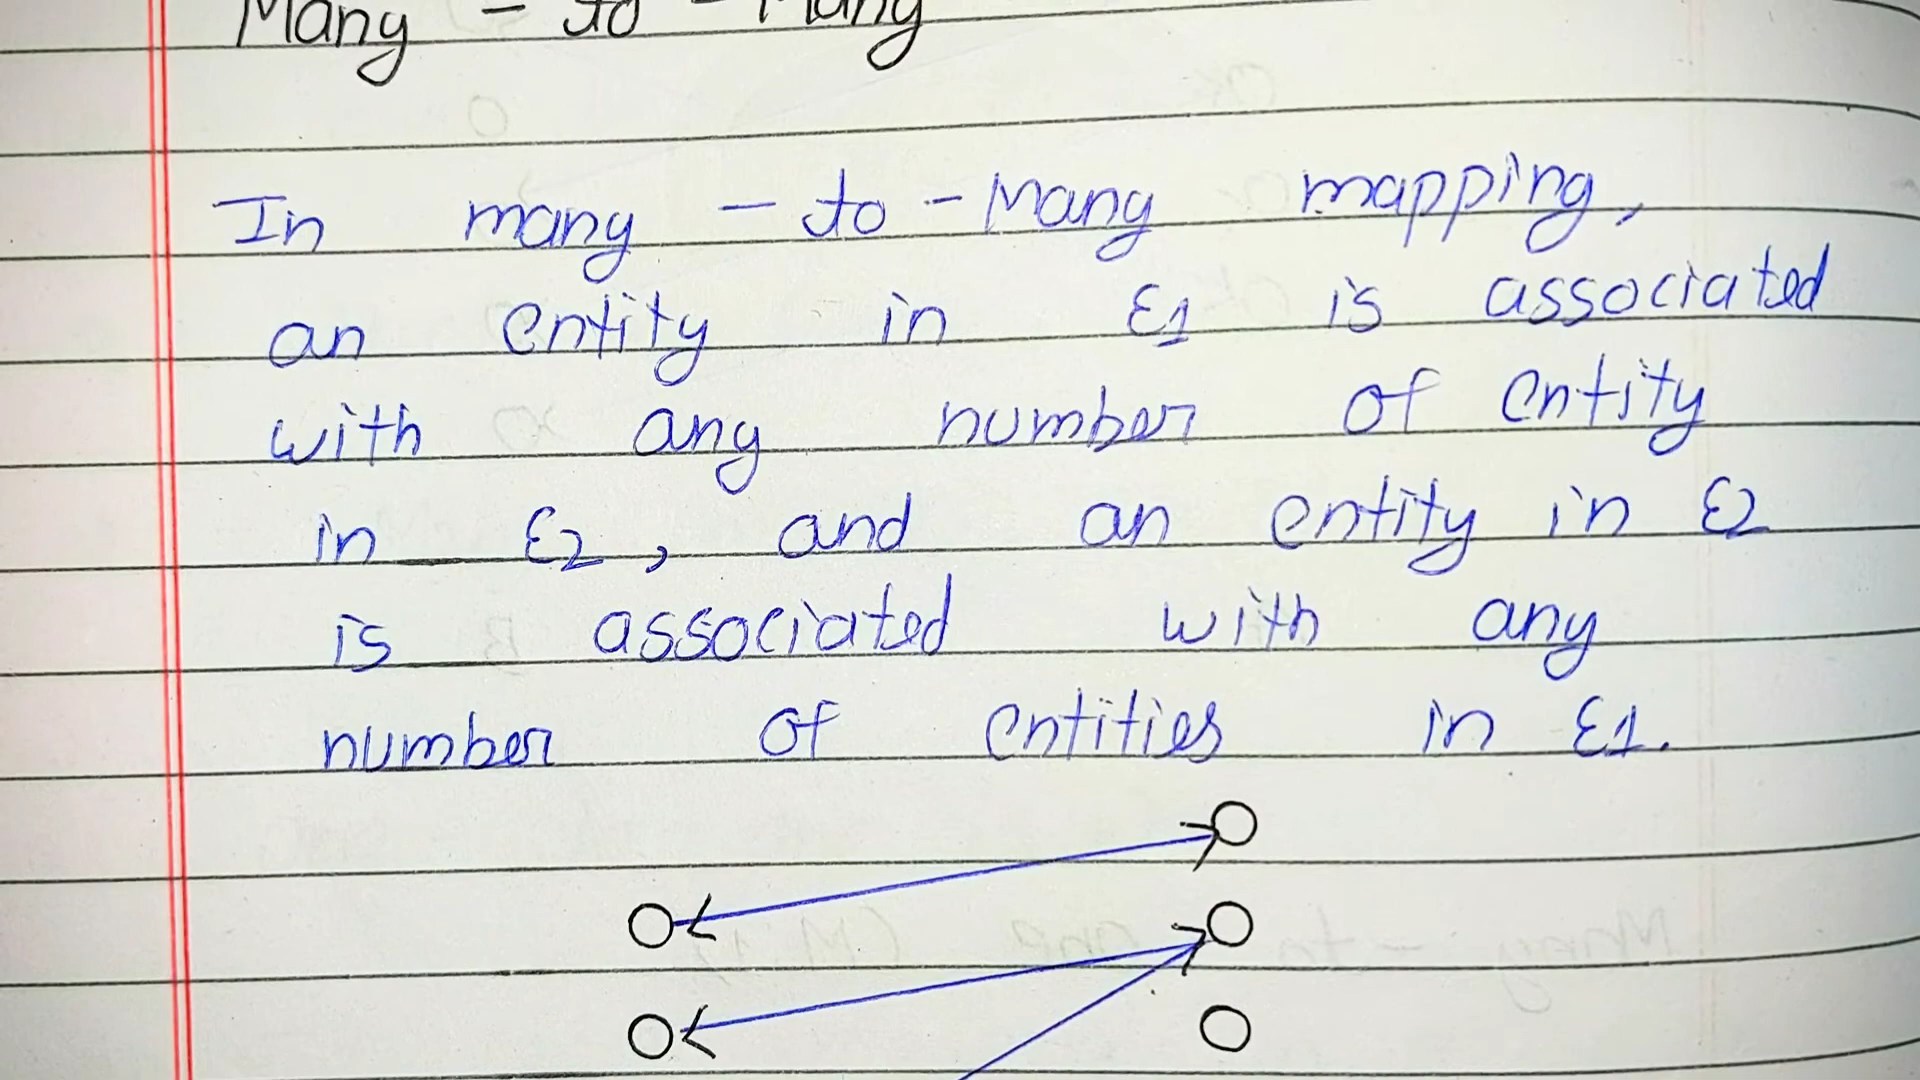 Many - to - Many
In many - to - Many mapping,
an entity in E1 is associated
with any number of entity
in E2, and an entity in E2
is associated with any
number of entities in E1.